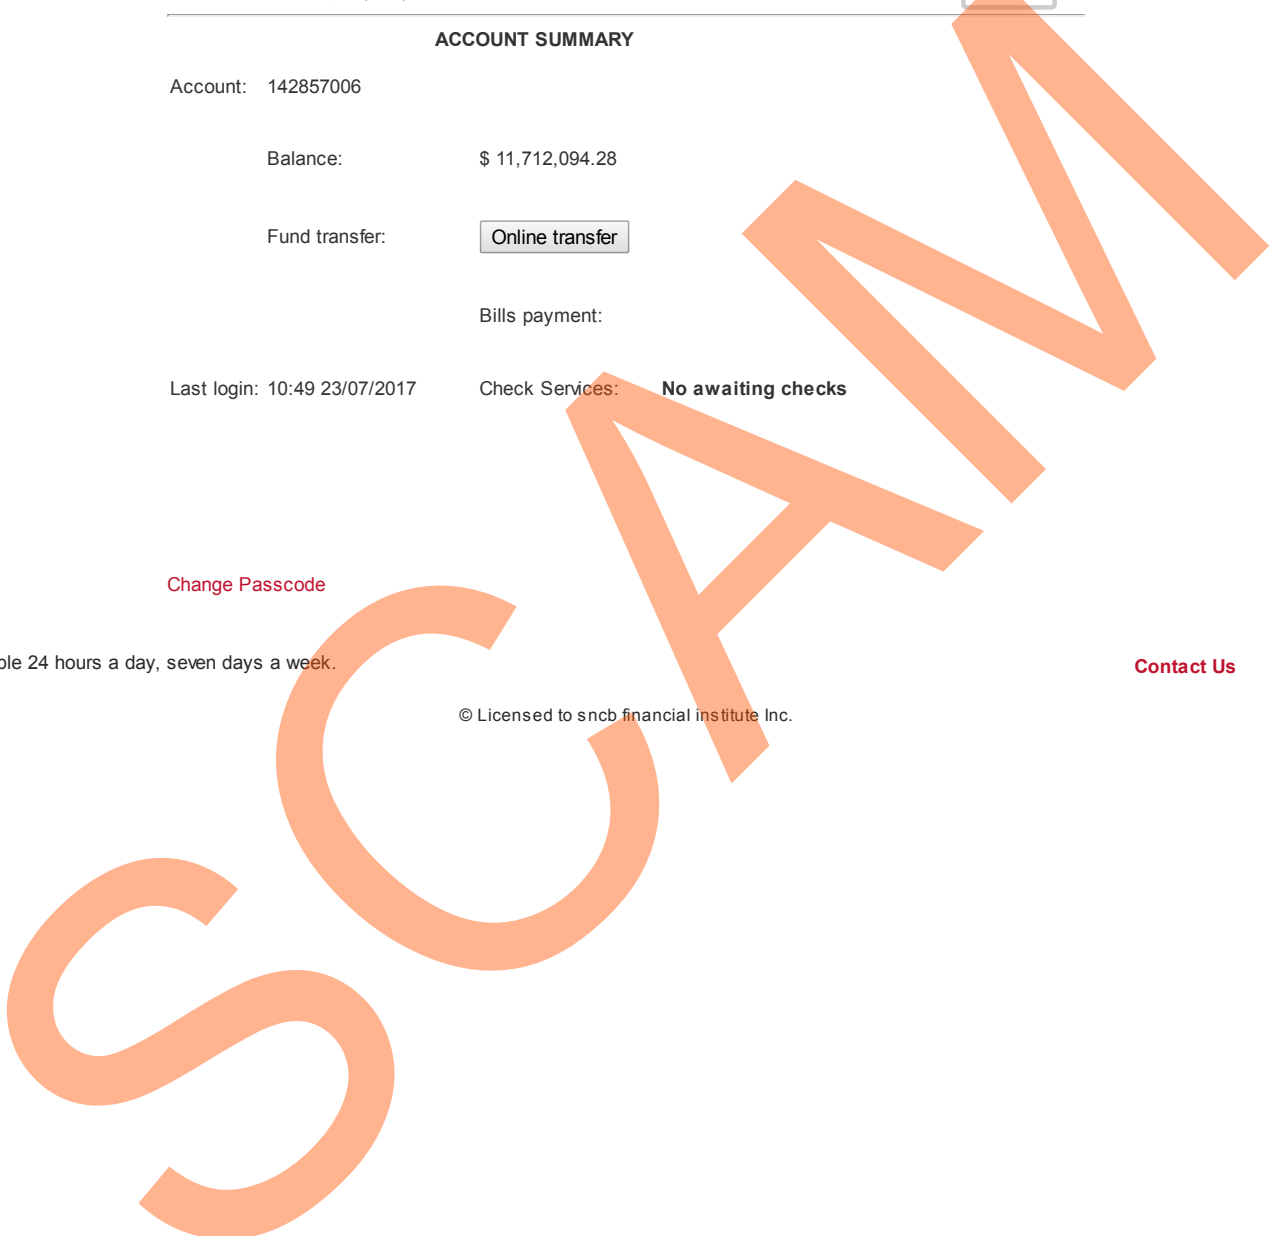 ACCOUNT SUMMARY
Account: 142857006
Balance: $ 11,712,094.28
Fund transfer: Online transfer
Bills payment:
Last login: 10:49 23/07/2017 Check Services: No awaiting checks
Change Passcode
24 hours a day, seven days a week.
Contact Us
© Licensed to sncb financial institute Inc.
SCAM